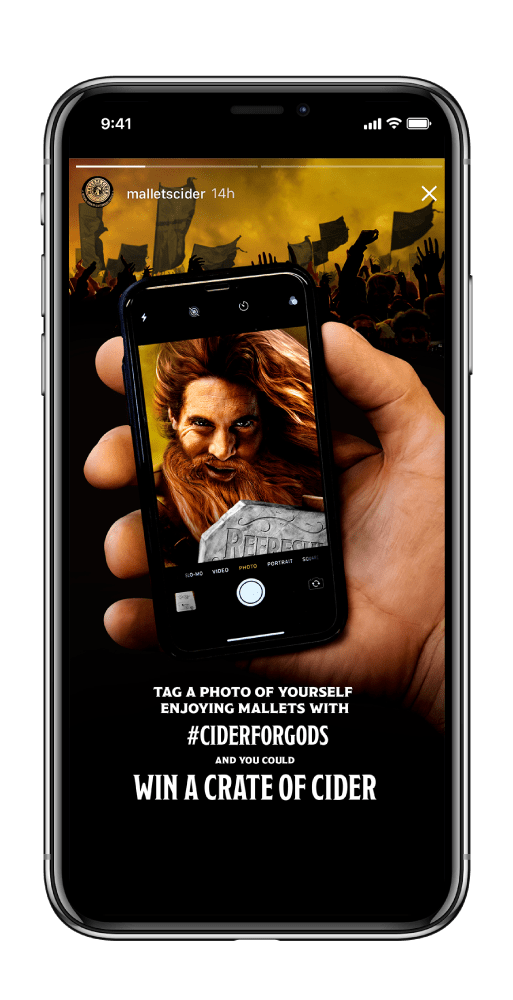 9:41
malletscider 14h
REFRESH
SLO-MO VIDEO PHOTO PORTRAIT
TAG A PHOTO OF YOURSELF
ENJOYING MALLETS WITH
#CIDERFORGODS
AND YOU COULD
WIN A CRATE OF CIDER